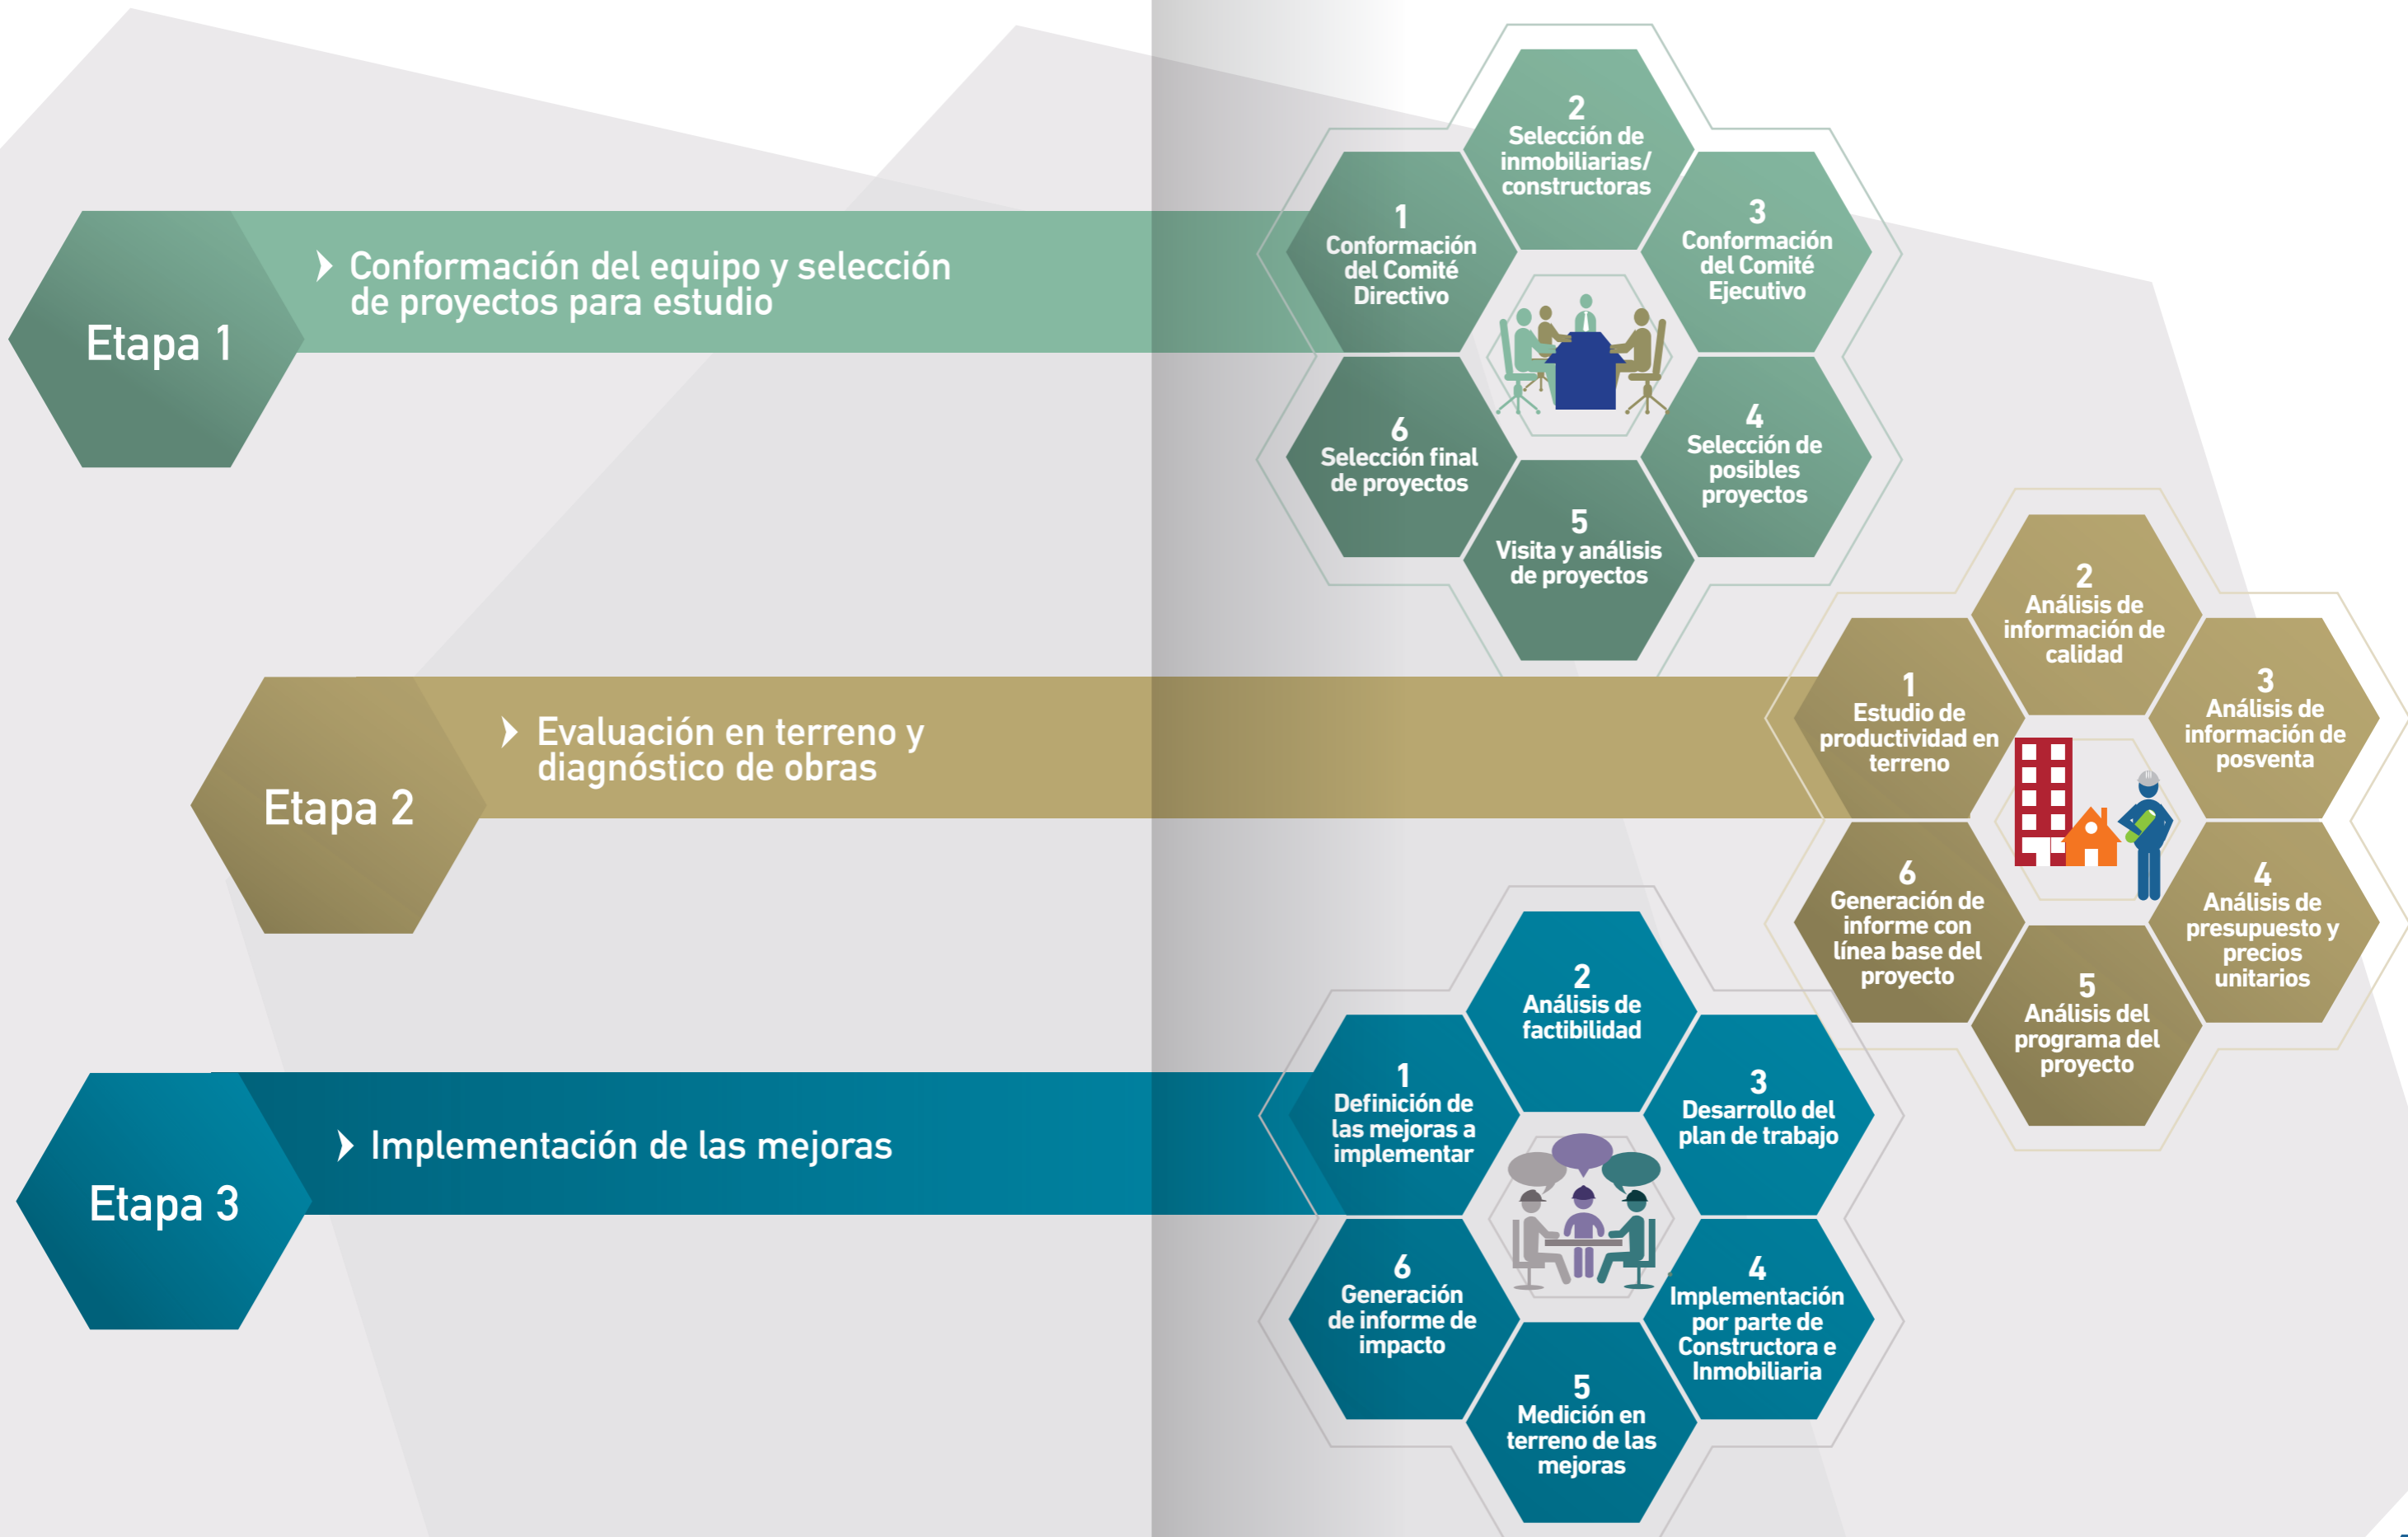 Etapa 1
Conformación del equipo y selección
de proyectos para estudio
1
Conformación
del Comité
Directivo
2
Selección de
inmobiliarias/
constructoras
3
Conformación
del Comité
Ejecutivo
4
Selección de
posibles
proyectos
5
Visita y análisis
de proyectos
6
Selección final
de proyectos
Etapa 2
Evaluación en terreno y
diagnóstico de obras
1
Estudio de
productividad en
terreno
2
Análisis de
información de
calidad
3
Análisis de
información de
posventa
4
Análisis de
presupuesto y
precios
unitarios
5
Análisis del
programa del
proyecto
6
Generación de
informe con
línea base del
proyecto
Etapa 3
Implementación de las mejoras
1
Definición de
las mejoras a
implementar
2
Análisis de
factibilidad
3
Desarrollo del
plan de trabajo
4
Implementación
por parte de
Constructora e
Inmobiliaria
5
Medición en
terreno de las
mejoras
6
Generación
de informe de
impacto